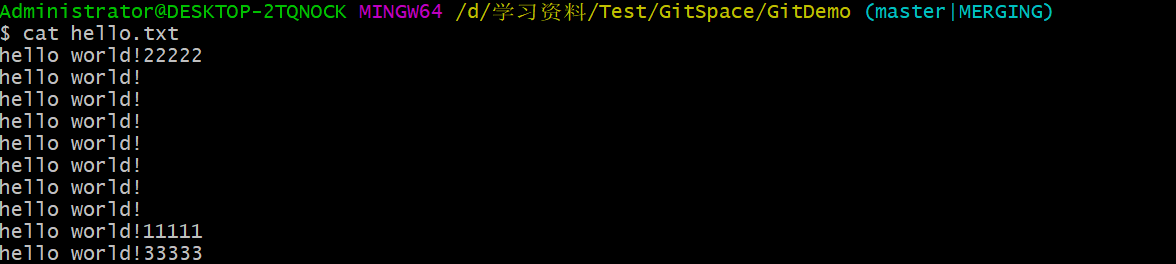 Administrator@DESKTOP-2TQNOCK MINGW64 /d/学习资料/Test/GitSpace/GitDemo (master|MERGING)
$ cat hello.txt
hello world!22222
hello world!
hello world!
hello world!
hello world!
hello world!
hello world!
hello world!
hello world!11111
hello world!33333